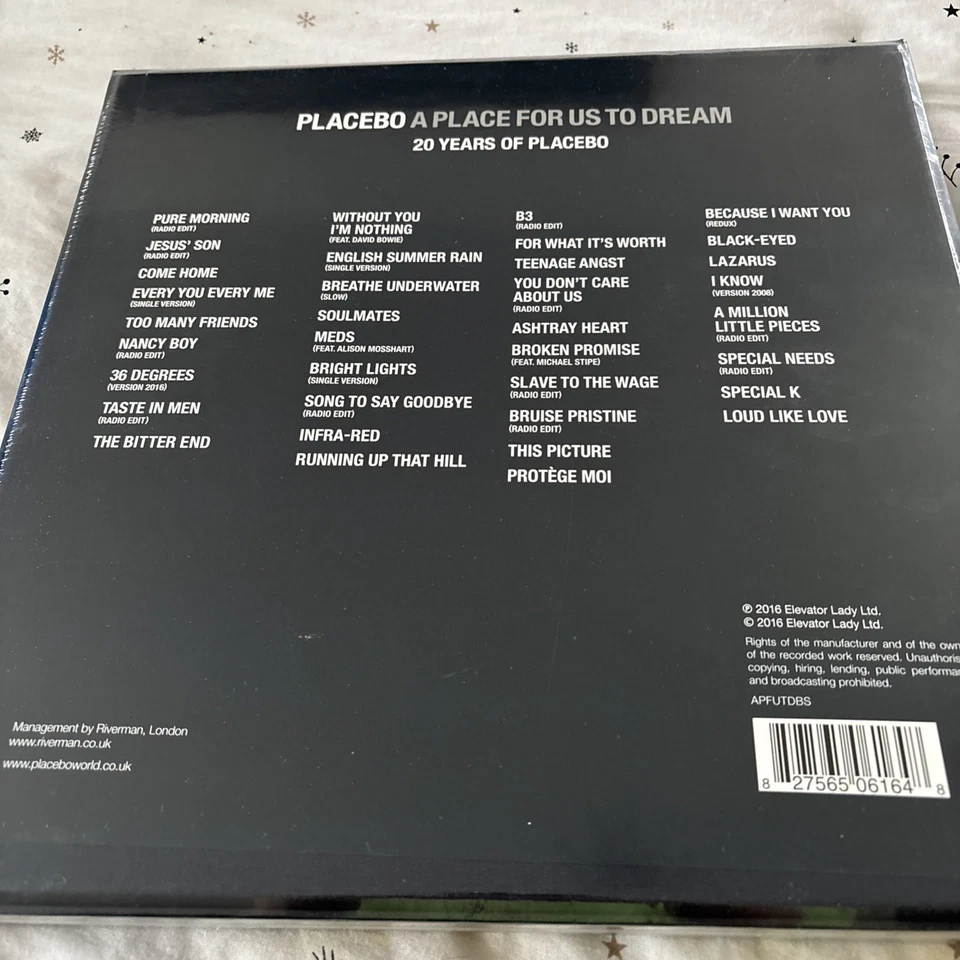 PLACEBO A PLACE FOR US TO DREAM
20 YEARS OF PLACEBO
PURE MORNING
(RADIO EDIT)
JESUS' SON
(RADIO EDIT)
COME HOME
EVERY YOU EVERY ME
(SINGLE VERSION)
TOO MANY FRIENDS
NANCY BOY
(RADIO EDIT)
36 DEGREES
(VERSION 2016)
TASTE IN MEN
(RADIO EDIT)
THE BITTER END
WITHOUT YOU
I'M NOTHING
(FEAT. DAVID BOWIE)
ENGLISH SUMMER RAIN
(SINGLE VERSION)
BREATHE UNDERWATER
(SLOW)
SOULMATES
MEDS
(FEAT. ALISON MOSSHART)
BRIGHT LIGHTS
(SINGLE VERSION)
SONG TO SAY GOODBYE
(RADIO EDIT)
INFRA-RED
RUNNING UP THAT HILL
B3
(RADIO EDIT)
FOR WHAT IT'S WORTH
TEENAGE ANGST
YOU DON'T CARE
ABOUT US
(RADIO EDIT)
ASHTRAY HEART
BROKEN PROMISE
(FEAT. MICHAEL STIPE)
SLAVE TO THE WAGE
(RADIO EDIT)
BRUISE PRISTINE
(RADIO EDIT)
THIS PICTURE
PROTÈGE MOI
BECAUSE I WANT YOU
(REDUX)
BLACK-EYED
LAZARUS
I KNOW
(VERSION 2008)
A MILLION
LITTLE PIECES
(RADIO EDIT)
SPECIAL NEEDS
(RADIO EDIT)
SPECIAL K
LOUD LIKE LOVE
℗ 2016 Elevator Lady Ltd.
© 2016 Elevator Lady Ltd.
Rights of the manufacturer and of the own
of the recorded work reserved. Unauthoris
copying, hiring, lending, public performa
and broadcasting prohibited.
APFUTDBS
8 27565 06164 8
Management by Riverman, London
www.riverman.co.uk
www.placeboworld.co.uk